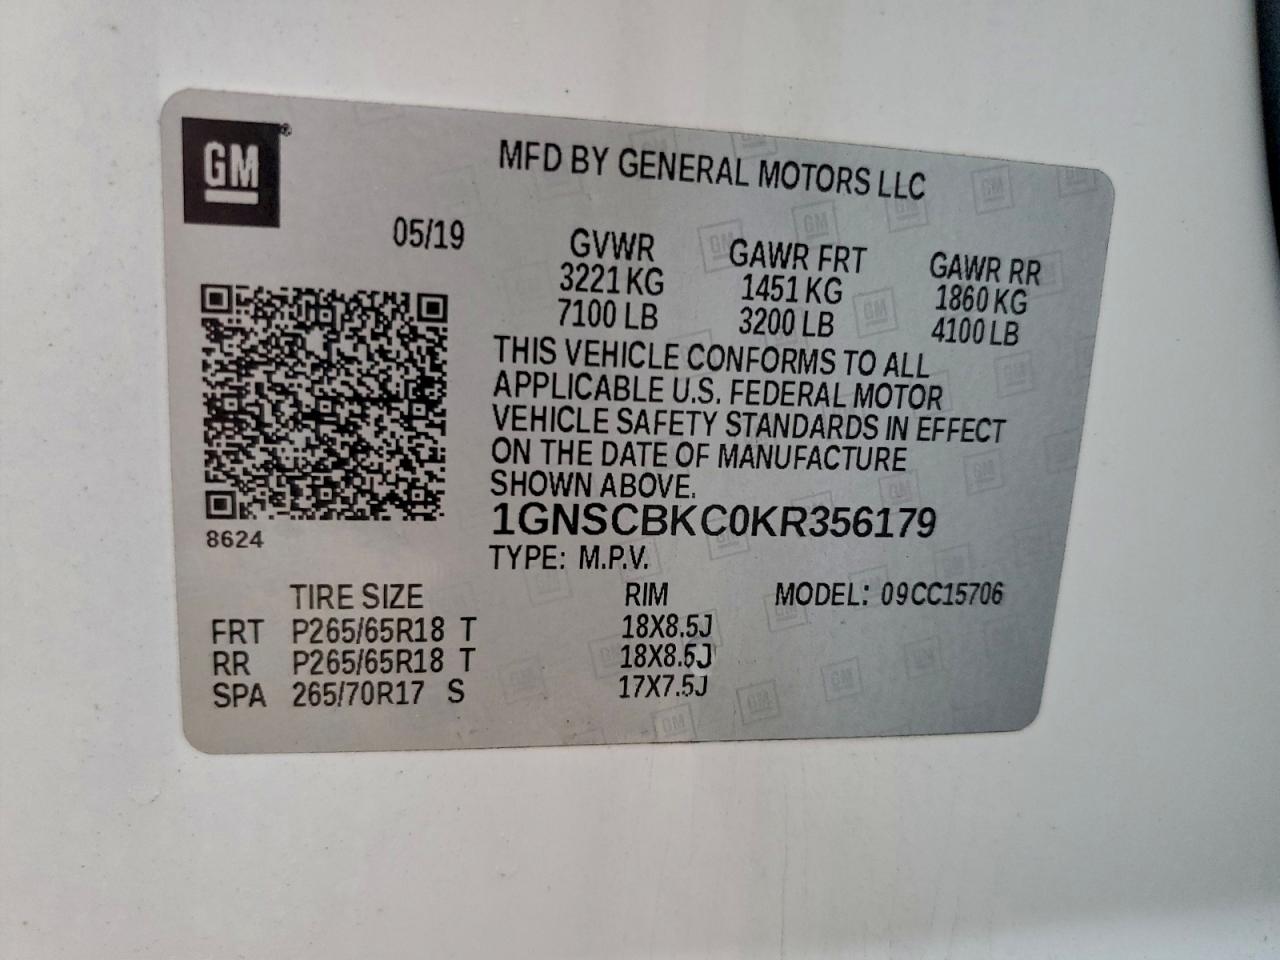 GM®
MFD BY GENERAL MOTORS LLC
05/19
GVWR GAWR FRT GAWR RR
3221 KG 1451 KG 1860 KG
7100 LB 3200 LB 4100 LB
THIS VEHICLE CONFORMS TO ALL
APPLICABLE U.S. FEDERAL MOTOR
VEHICLE SAFETY STANDARDS IN EFFECT
ON THE DATE OF MANUFACTURE
SHOWN ABOVE.
1GNSCBKC0KR356179
8624
TYPE: M.P.V.
TIRE SIZE RIM MODEL: 09CC15706
FRT P265/65R18 T 18X8.5J
RR P265/65R18 T 18X8.5J
SPA 265/70R17 S 17X7.5J